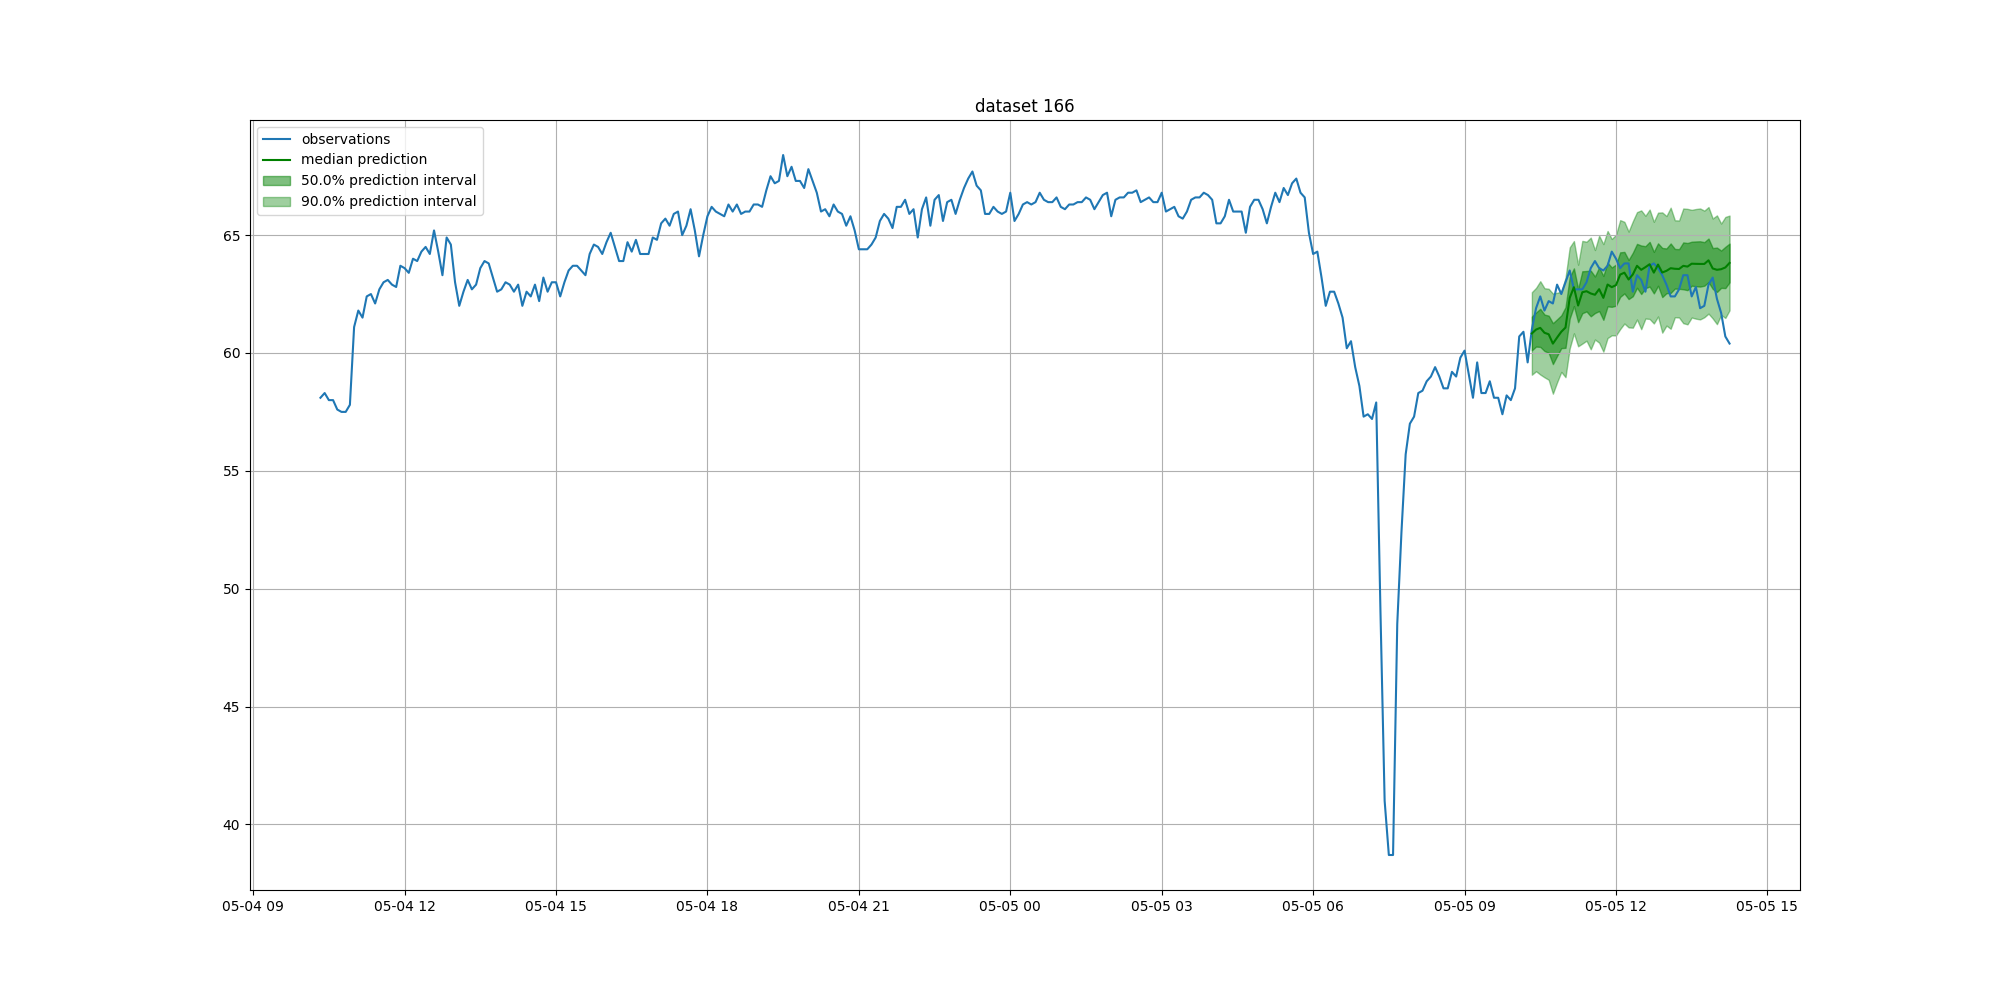 dataset 166
observations
median prediction
50.0% prediction interval
90.0% prediction interval
65
60
55
50
45
40
05-04 09 05-04 12 05-04 15 05-04 18 05-04 21 05-05 00 05-05 03 05-05 06 05-05 09 05-05 12 05-05 15